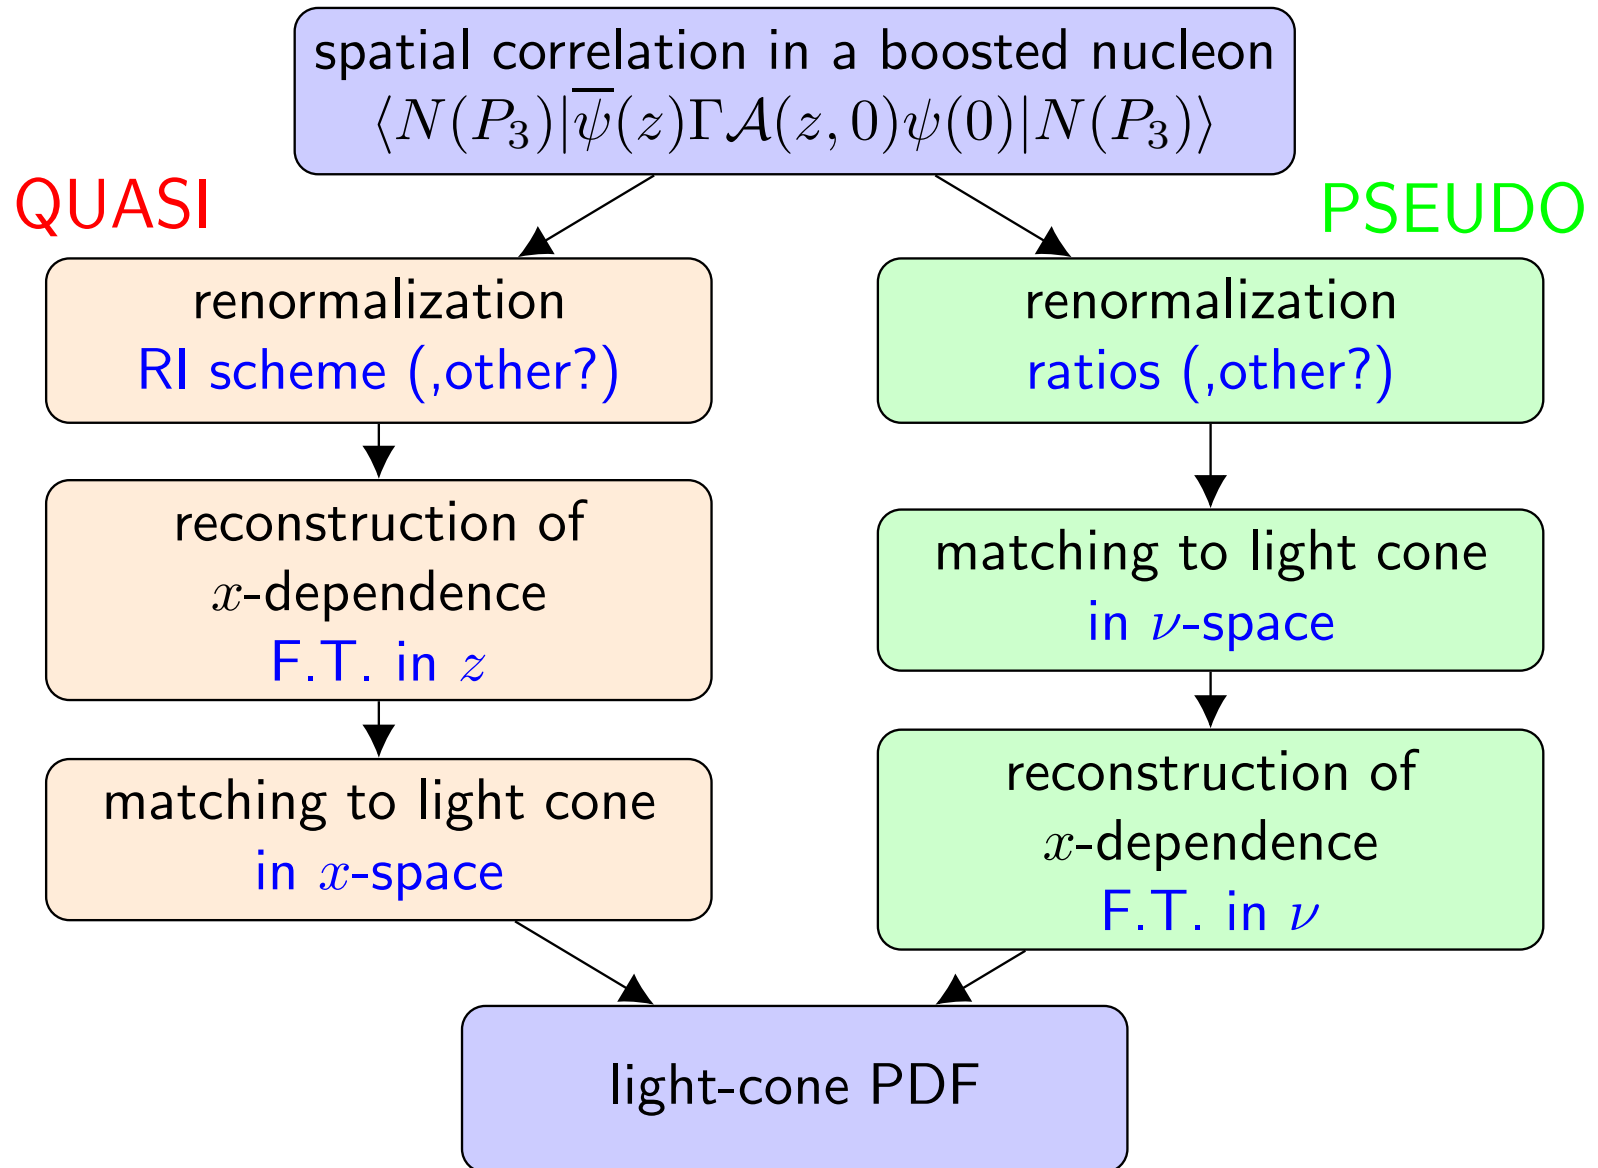 spatial correlation in a boosted nucleon
⟨N(P₃)|ψ̅(z)Γ𝒜(z, 0)ψ(0)|N(P₃)⟩
QUASI
PSEUDO
renormalization
RI scheme (,other?)
reconstruction of
x-dependence
F.T. in z
matching to light cone
in x-space
renormalization
ratios (,other?)
matching to light cone
in ν-space
reconstruction of
x-dependence
F.T. in ν
light-cone PDF